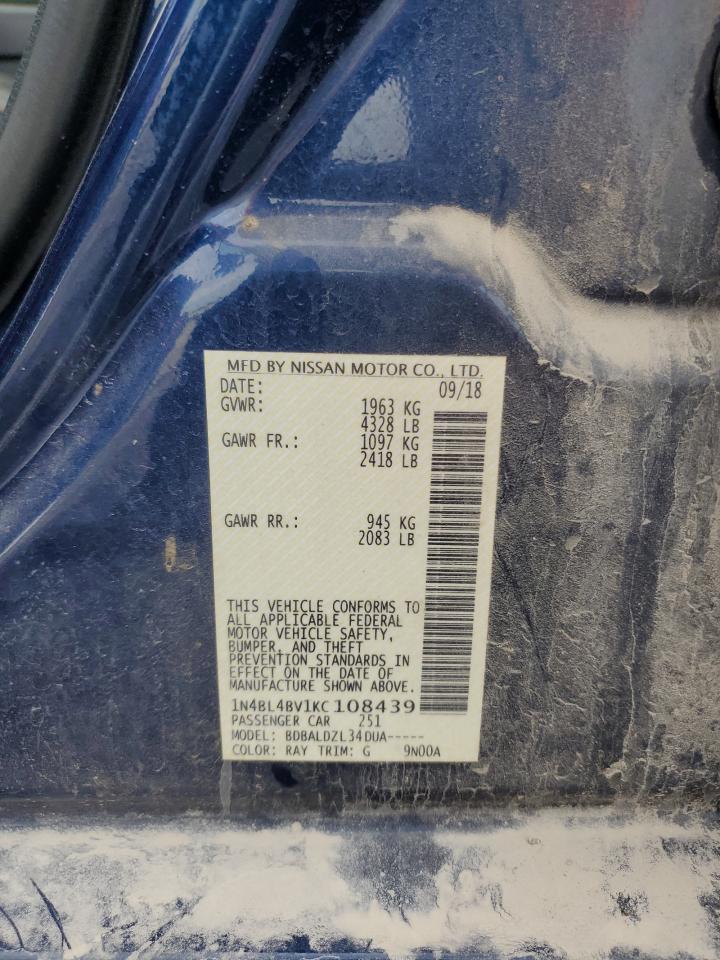 MFD BY NISSAN MOTOR CO., LTD.
DATE: 09/18
GVWR: 1963 KG
4328 LB
GAWR FR.: 1097 KG
2418 LB
GAWR RR.: 945 KG
2083 LB
THIS VEHICLE CONFORMS TO
ALL APPLICABLE FEDERAL
MOTOR VEHICLE SAFETY,
BUMPER, AND THEFT
PREVENTION STANDARDS IN
EFFECT ON THE DATE OF
MANUFACTURE SHOWN ABOVE.
1N4BL4BV1KC108439
PASSENGER CAR 251
MODEL: BDBALDZL34DUA-----
COLOR: RAY TRIM: G 9N00A